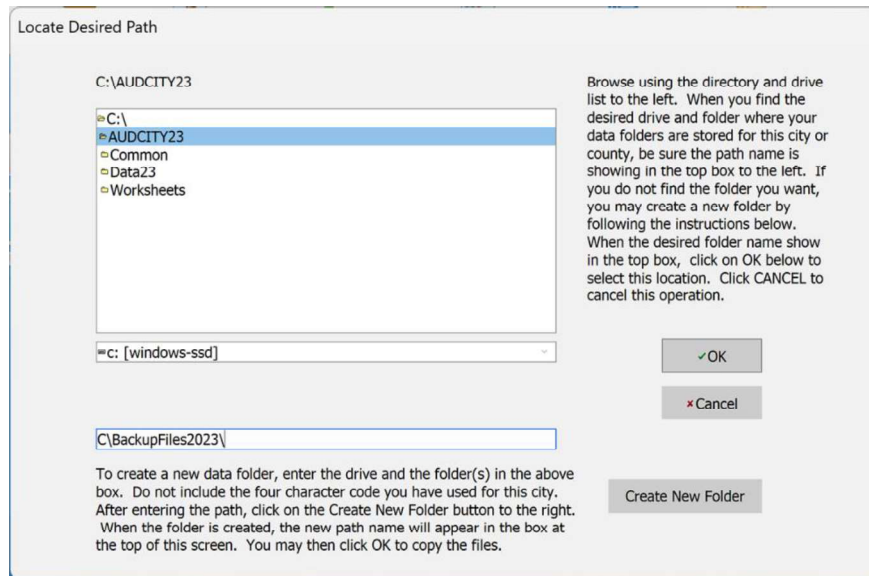 Locate Desired Path
C:\AUDCITY23
C:\
AUDCITY23
Common
Data23
Worksheets
c: [windows-ssd]
C\BackupFiles2023\
To create a new data folder, enter the drive and the folder(s) in the above
box. Do not include the four character code you have used for this city.
After entering the path, click on the Create New Folder button to the right.
When the folder is created, the new path name will appear in the box at
the top of this screen. You may then click OK to copy the files.
Browse using the directory and drive
list to the left. When you find the
desired drive and folder where your
data folders are stored for this city or
county, be sure the path name is
showing in the top box to the left. If
you do not find the folder you want,
you may create a new folder by
following the instructions below.
When the desired folder name show
in the top box, click on OK below to
select this location. Click CANCEL to
cancel this operation.
OK
Cancel
Create New Folder